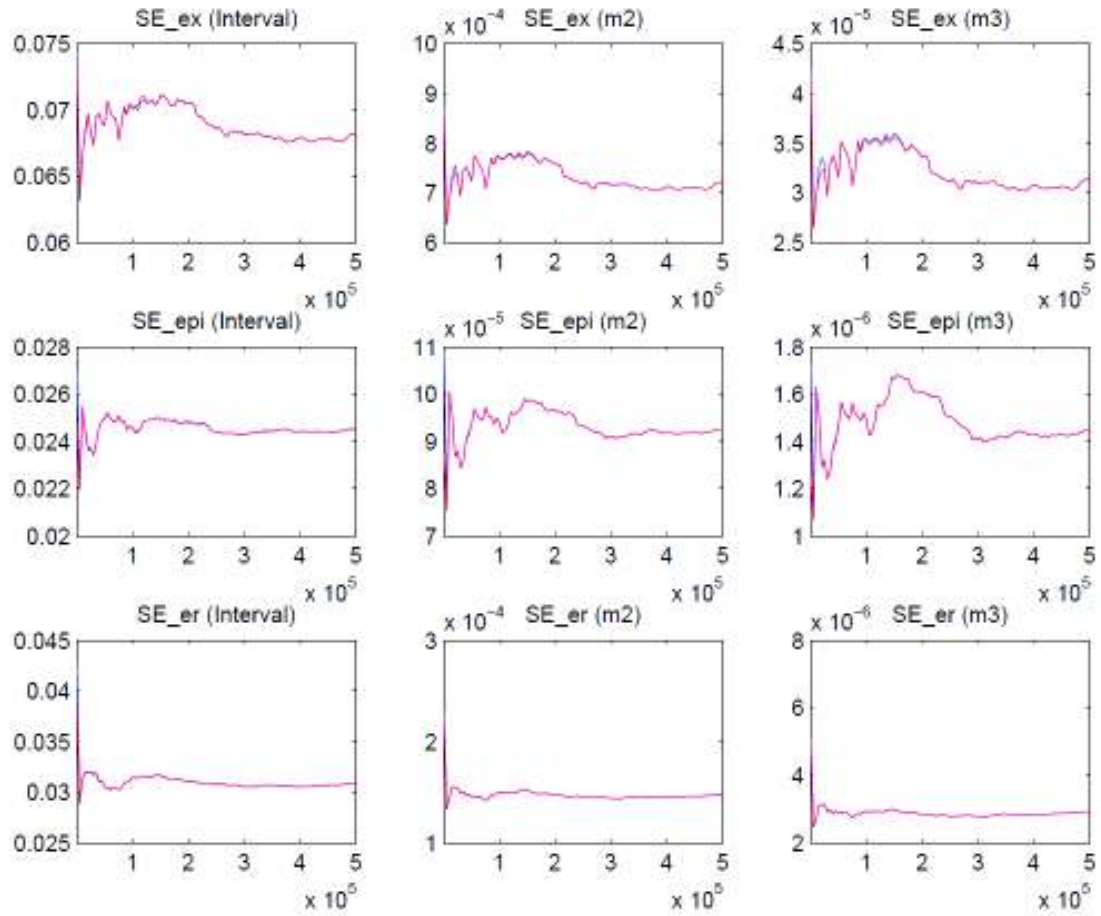 SE_ex (Interval)
0.075
0.07
0.065
0.06
1 2 3 4 5
x 10^5
SE_ex (m2)
x 10^-4
10
9
8
7
6
1 2 3 4 5
x 10^5
SE_ex (m3)
x 10^-5
4.5
4
3.5
3
2.5
1 2 3 4 5
x 10^5
SE_epi (Interval)
0.028
0.026
0.024
0.022
0.02
1 2 3 4 5
x 10^5
SE_epi (m2)
x 10^-5
11
10
9
8
7
1 2 3 4 5
x 10^5
SE_epi (m3)
x 10^-6
1.8
1.6
1.4
1.2
1
1 2 3 4 5
x 10^5
SE_er (Interval)
0.045
0.04
0.035
0.03
0.025
1 2 3 4 5
x 10^5
SE_er (m2)
x 10^-4
3
2
1
1 2 3 4 5
x 10^5
SE_er (m3)
x 10^-6
8
6
4
2
1 2 3 4 5
x 10^5